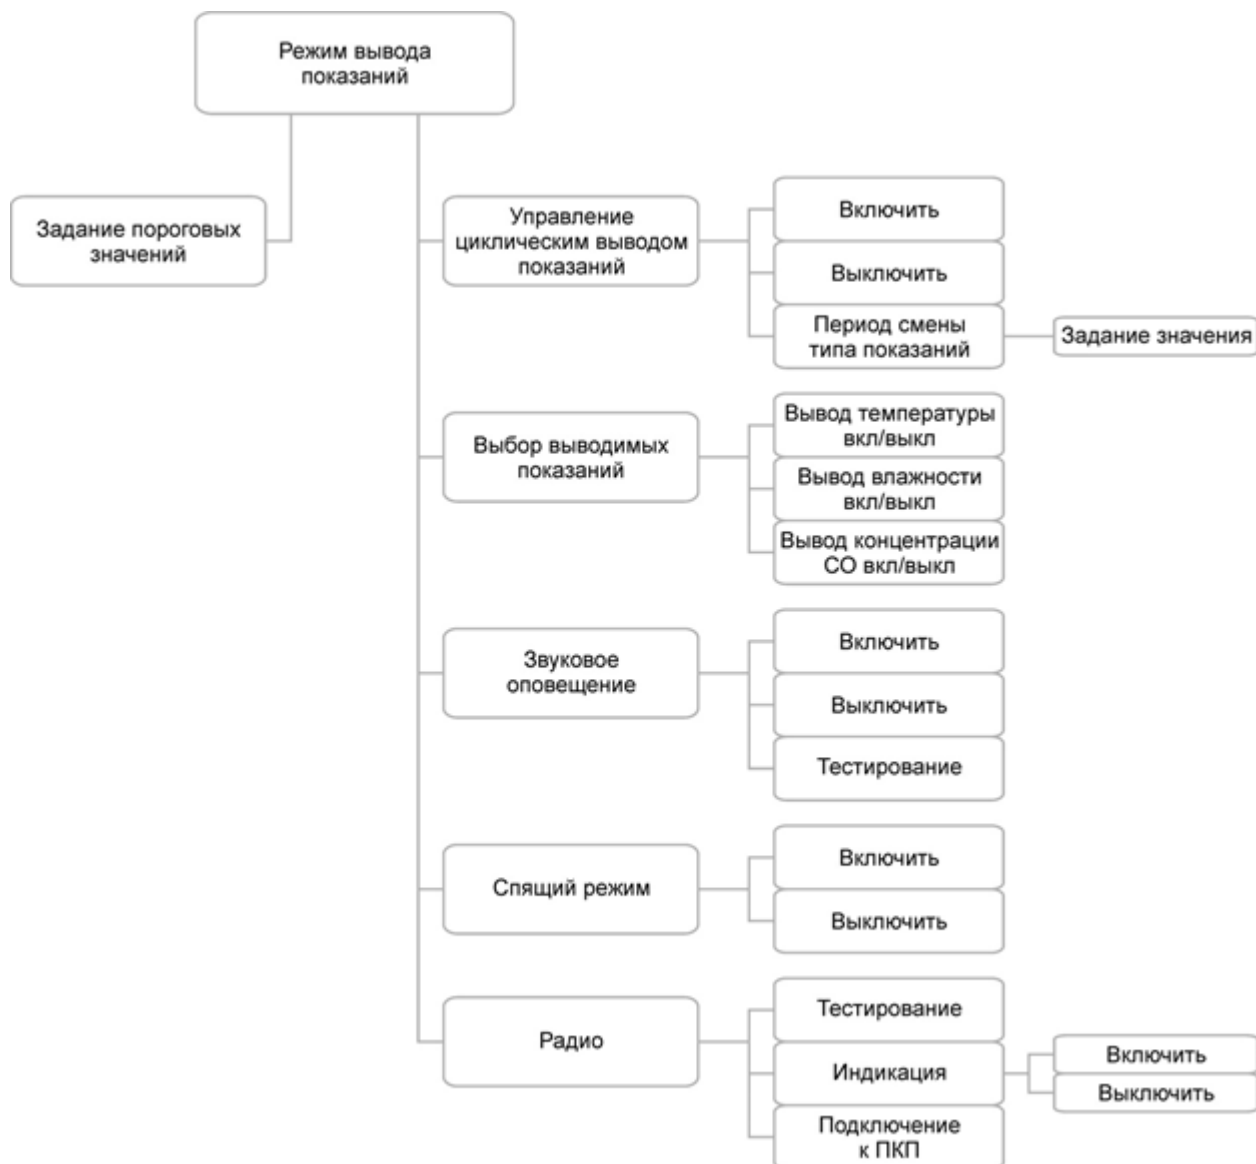 Режим вывода
показаний
Задание пороговых
значений
Управление
циклическим выводом
показаний
Включить
Выключить
Период смены
типа показаний
Задание значения
Выбор выводимых
показаний
Вывод температуры
вкл/выкл
Вывод влажности
вкл/выкл
Вывод концентрации
СО вкл/выкл
Звуковое
оповещение
Включить
Выключить
Тестирование
Спящий режим
Включить
Выключить
Радио
Тестирование
Индикация
Включить
Выключить
Подключение
к ПКП